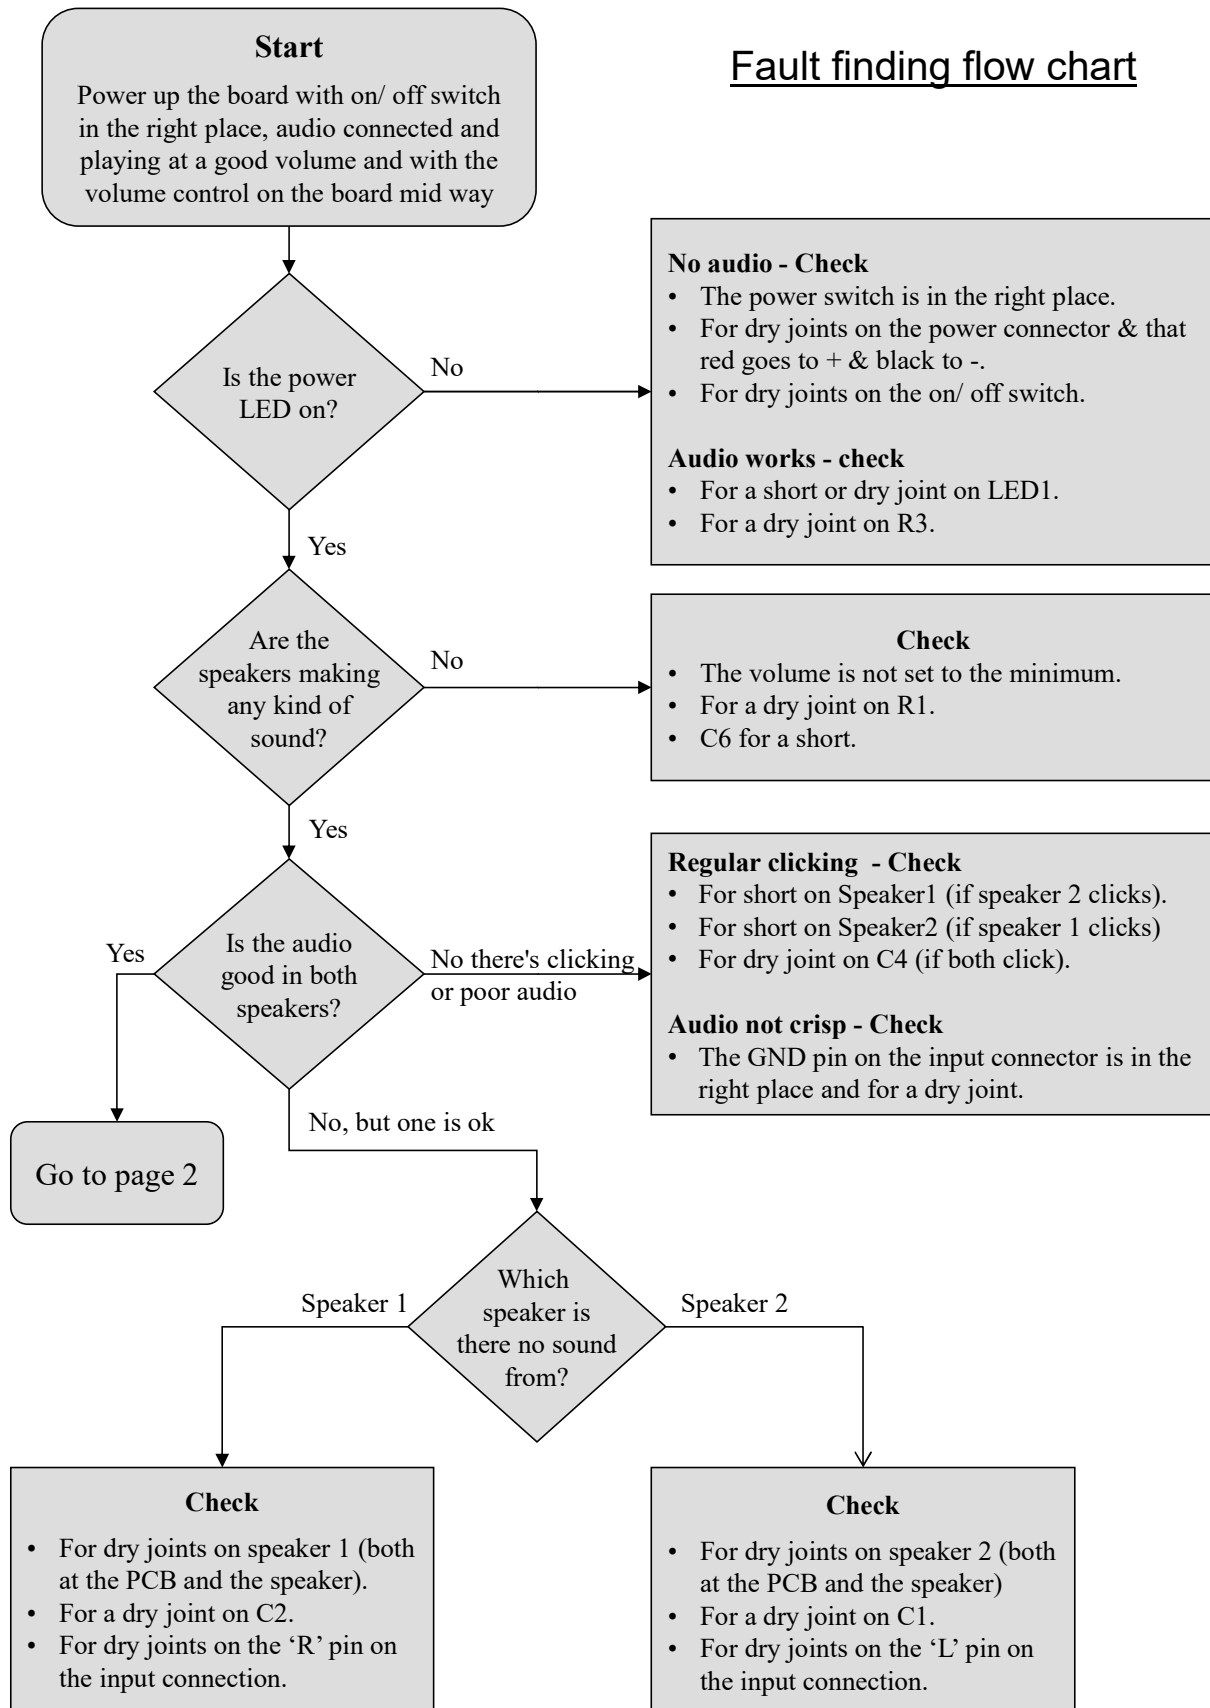 Start
Power up the board with on/ off switch
in the right place, audio connected and
playing at a good volume and with the
volume control on the board mid way
Fault finding flow chart
Is the power
LED on?
No
No audio - Check
• The power switch is in the right place.
• For dry joints on the power connector & that
red goes to + & black to -.
• For dry joints on the on/ off switch.
Audio works - check
• For a short or dry joint on LED1.
• For a dry joint on R3.
Yes
Are the
speakers making
any kind of
sound?
No
Check
• The volume is not set to the minimum.
• For a dry joint on R1.
• C6 for a short.
Yes
Is the audio
good in both
speakers?
Yes
No there's clicking
or poor audio
Regular clicking  - Check
• For short on Speaker1 (if speaker 2 clicks).
• For short on Speaker2 (if speaker 1 clicks)
• For dry joint on C4 (if both click).
Audio not crisp - Check
• The GND pin on the input connector is in the
right place and for a dry joint.
Go to page 2
No, but one is ok
Which
speaker is
there no sound
from?
Speaker 1
Speaker 2
Check
• For dry joints on speaker 1 (both
at the PCB and the speaker).
• For a dry joint on C2.
• For dry joints on the ‘R’ pin on
the input connection.
Check
• For dry joints on speaker 2 (both
at the PCB and the speaker)
• For a dry joint on C1.
• For dry joints on the ‘L’ pin on
the input connection.